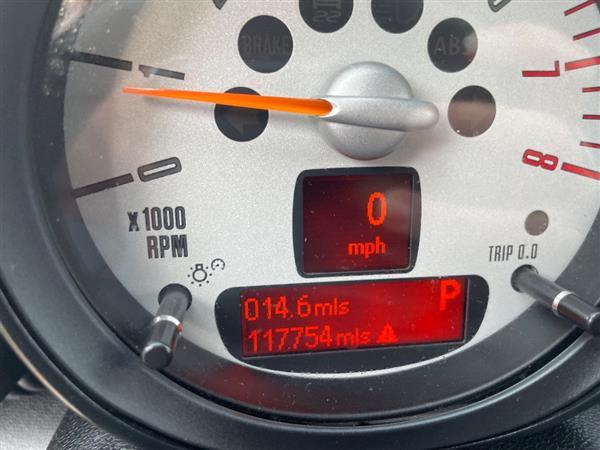 BRAKE
ABS
1
0
7
8
X1000
RPM
0
mph
TRIP 0.0
014.6mls P
117754mls